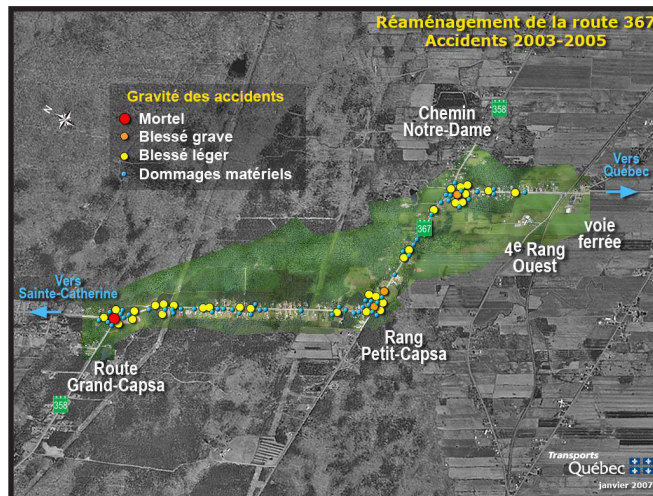 Réaménagement de la route 367
Accidents 2003-2005
Gravité des accidents
Mortel
Blessé grave
Blessé léger
Dommages matériels
N
358
Chemin
Notre-Dame
Vers
Québec
367
4e Rang
Ouest
voie
ferrée
Vers
Sainte-Catherine
Rang
Petit-Capsa
Route
Grand-Capsa
358
Transports
Québec
janvier 2007